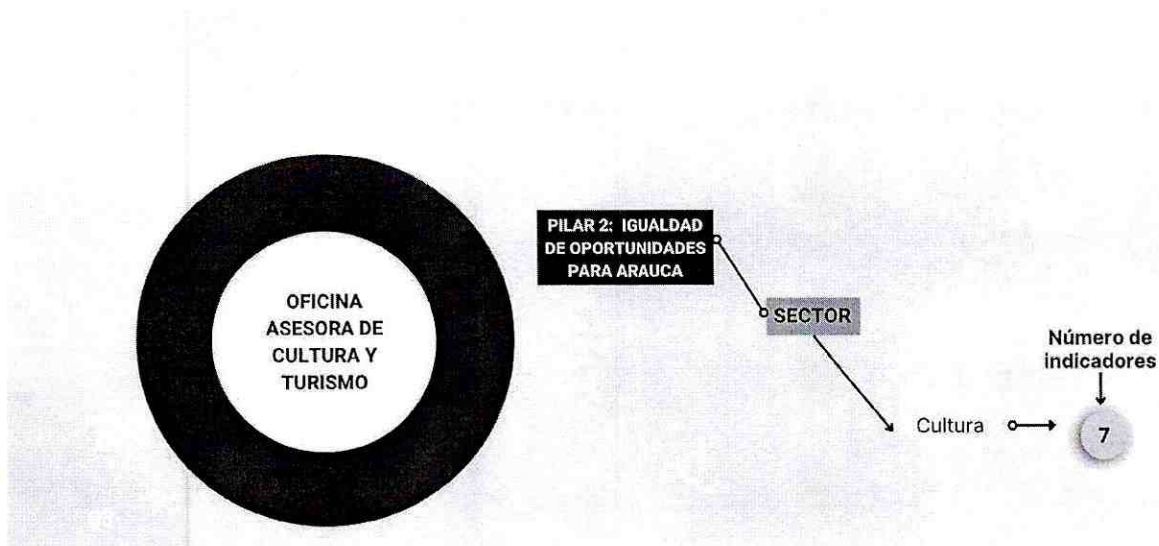 OFICINA
ASESORA DE
CULTURA Y
TURISMO
PILAR 2: IGUALDAD
DE OPORTUNIDADES
PARA ARAUCA
SECTOR
Número de
indicadores
Cultura
7